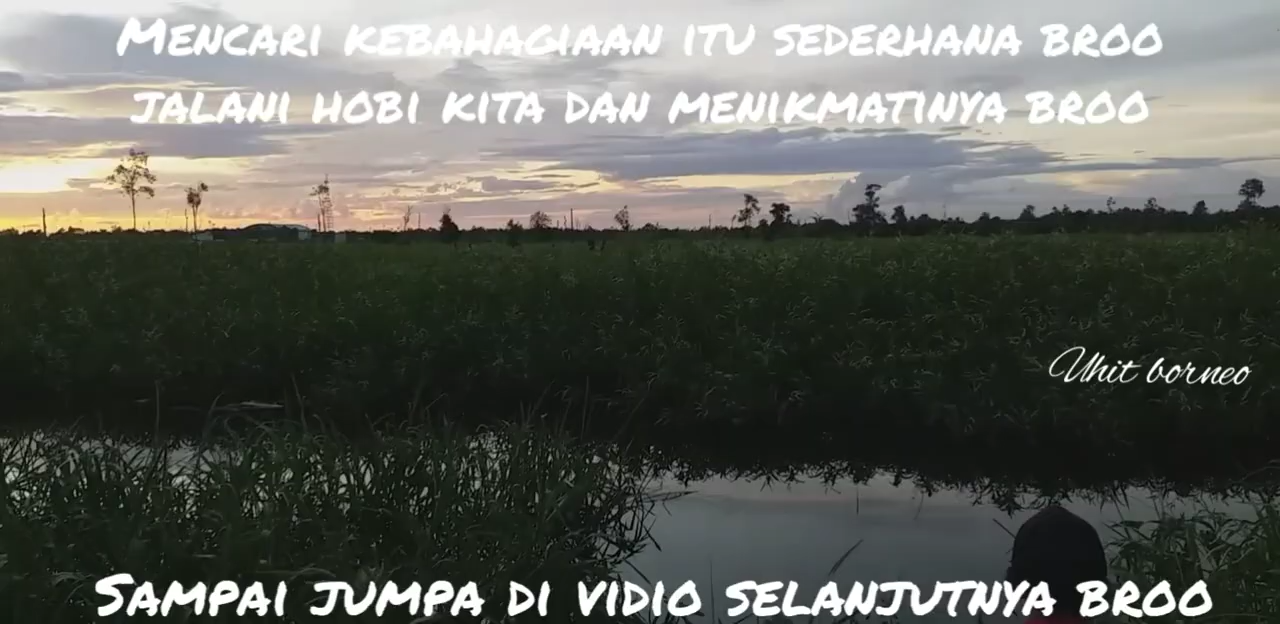 Mencari kebahagiaan itu sederhana broo
jalani hobi kita dan menikmatinya broo
Uhit borneo
Sampai jumpa di vidio selanjutnya broo